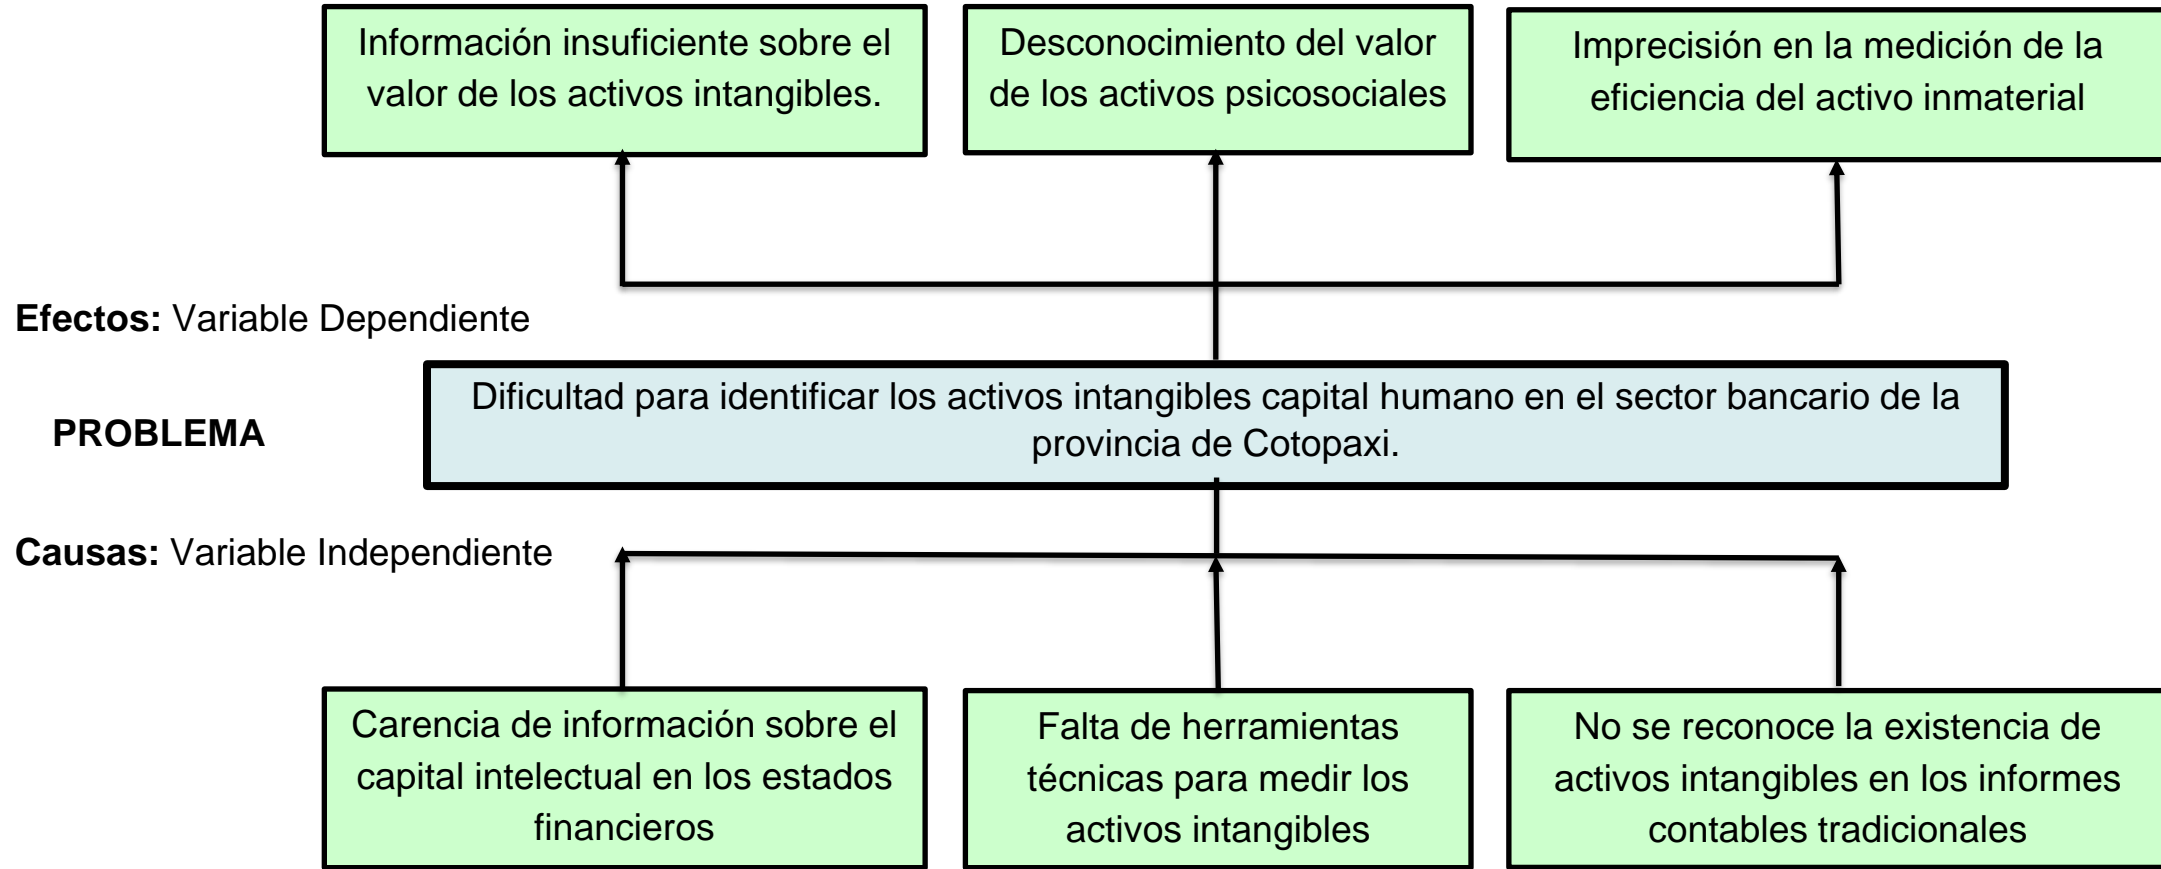 Información insuficiente sobre el
valor de los activos intangibles.
Desconocimiento del valor
de los activos psicosociales
Imprecisión en la medición de la
eficiencia del activo inmaterial
Efectos: Variable Dependiente
PROBLEMA
Dificultad para identificar los activos intangibles capital humano en el sector bancario de la
provincia de Cotopaxi.
Causas: Variable Independiente
Carencia de información sobre el
capital intelectual en los estados
financieros
Falta de herramientas
técnicas para medir los
activos intangibles
No se reconoce la existencia de
activos intangibles en los informes
contables tradicionales